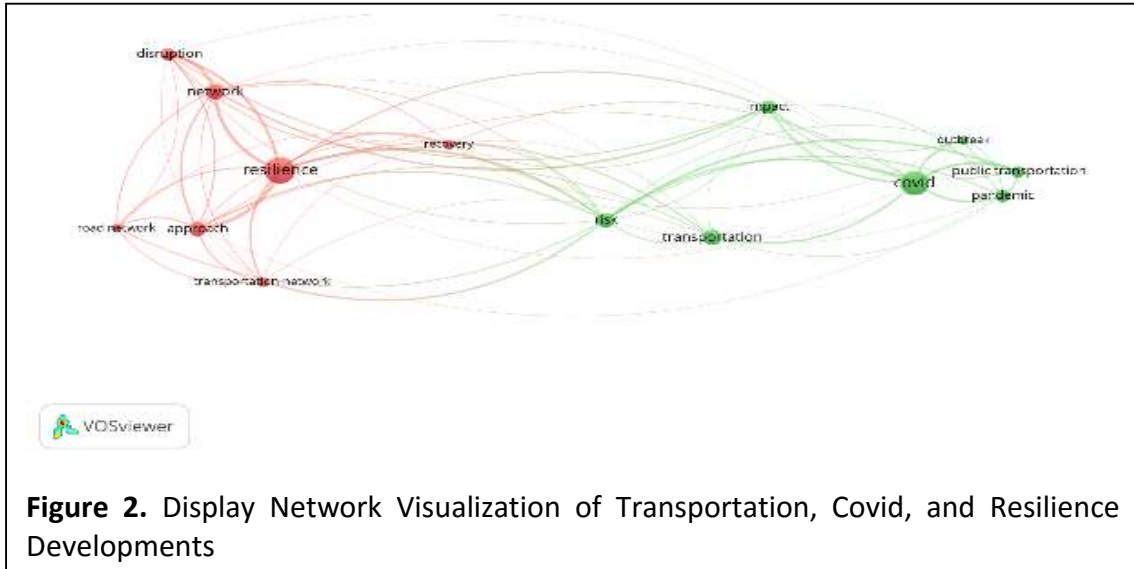 disruption
network
mpact
outbreak
recovery
resilience
public transportation
covid
pandemic
risk
road network
approach
transportation
transportation network
VOSviewer
Figure 2. Display Network Visualization of Transportation, Covid, and Resilience
Developments